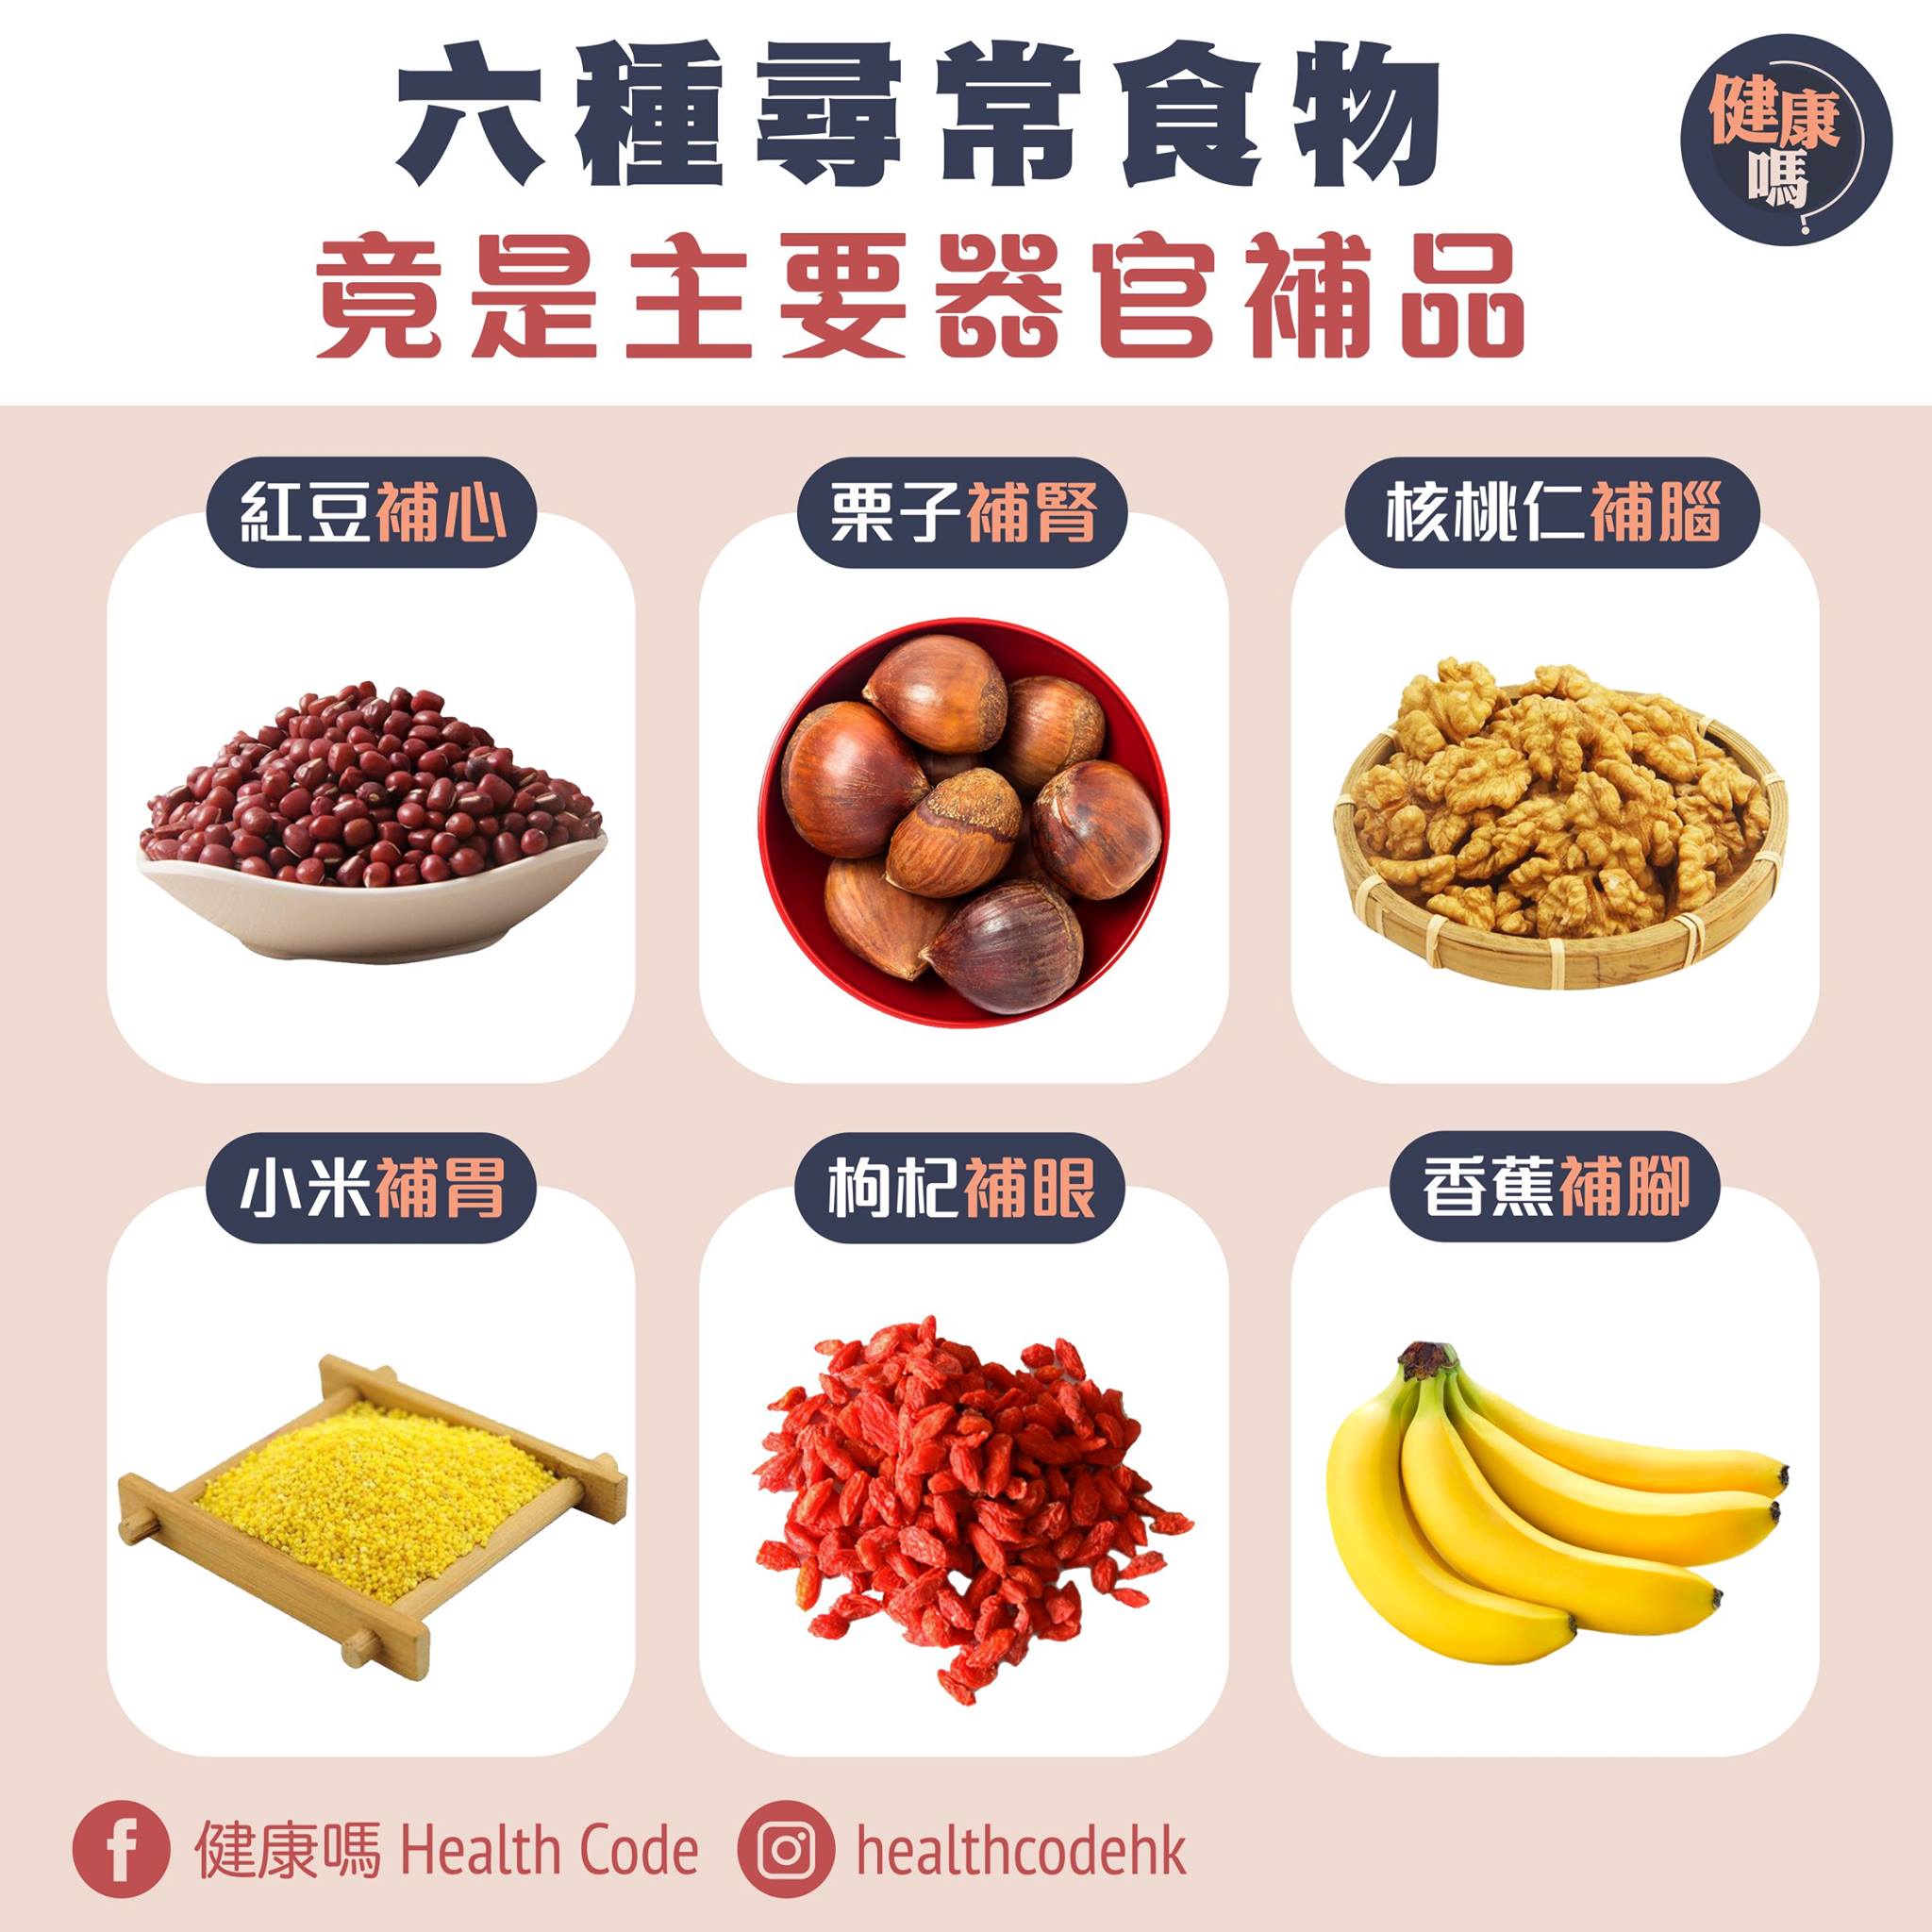 六種尋常食物
健康
嗎?
竟是主要器官補品
紅豆補心
栗子補腎
核桃仁補腦
小米補胃
枸杞補眼
香蕉補腳
健康嗎 Health Code
healthcodehk